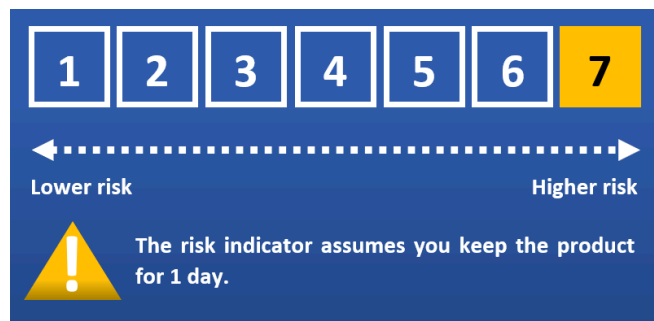 1 2 3 4 5 6 7
Lower risk Higher risk
The risk indicator assumes you keep the product
for 1 day.